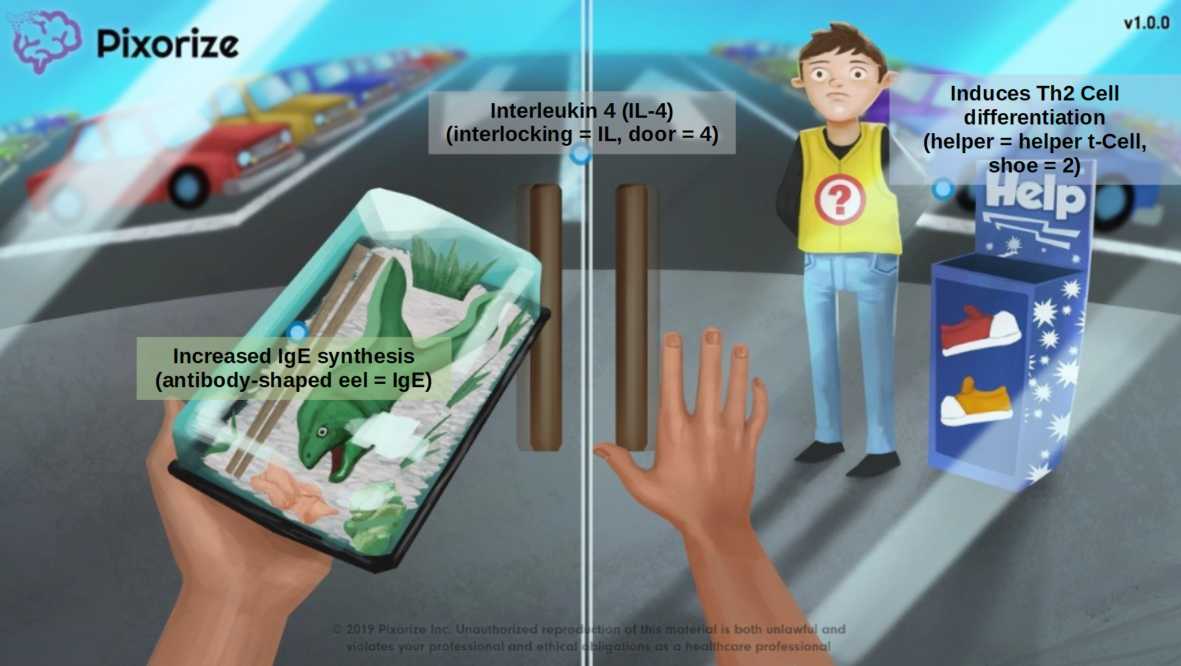 Pixorize
v1.0.0
Interleukin 4 (IL-4)
(interlocking = IL, door = 4)
Induces Th2 Cell
differentiation
(helper = helper t-Cell,
shoe = 2)
Help
?
Increased IgE synthesis
(antibody-shaped eel = IgE)
© 2019 Pixorize Inc. Unauthorized reproduction of this material is both unlawful and
violates your professional and ethical obligations as a healthcare professional